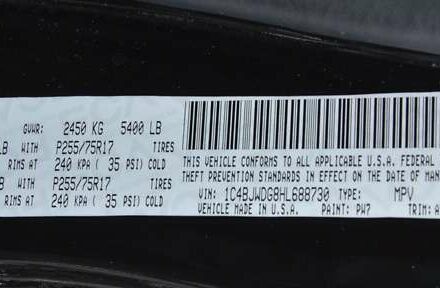 GVWR: 2450 KG 5400 LB
LB WITH P255/75R17 TIRES
RIMS AT 240 KPA ( 35 PSI) COLD
LB WITH P255/75R17 TIRES
RIMS AT 240 KPA ( 35 PSI) COLD
THIS VEHICLE CONFORMS TO ALL APPLICABLE U.S.A. FEDERAL
THEFT PREVENTION STANDARDS IN EFFECT ON THE DATE OF MAN
VIN: 1C4BJWDG8HL688730 TYPE: MPV
VEHICLE MADE IN U.S.A. PAINT: PW7 TRIM: A